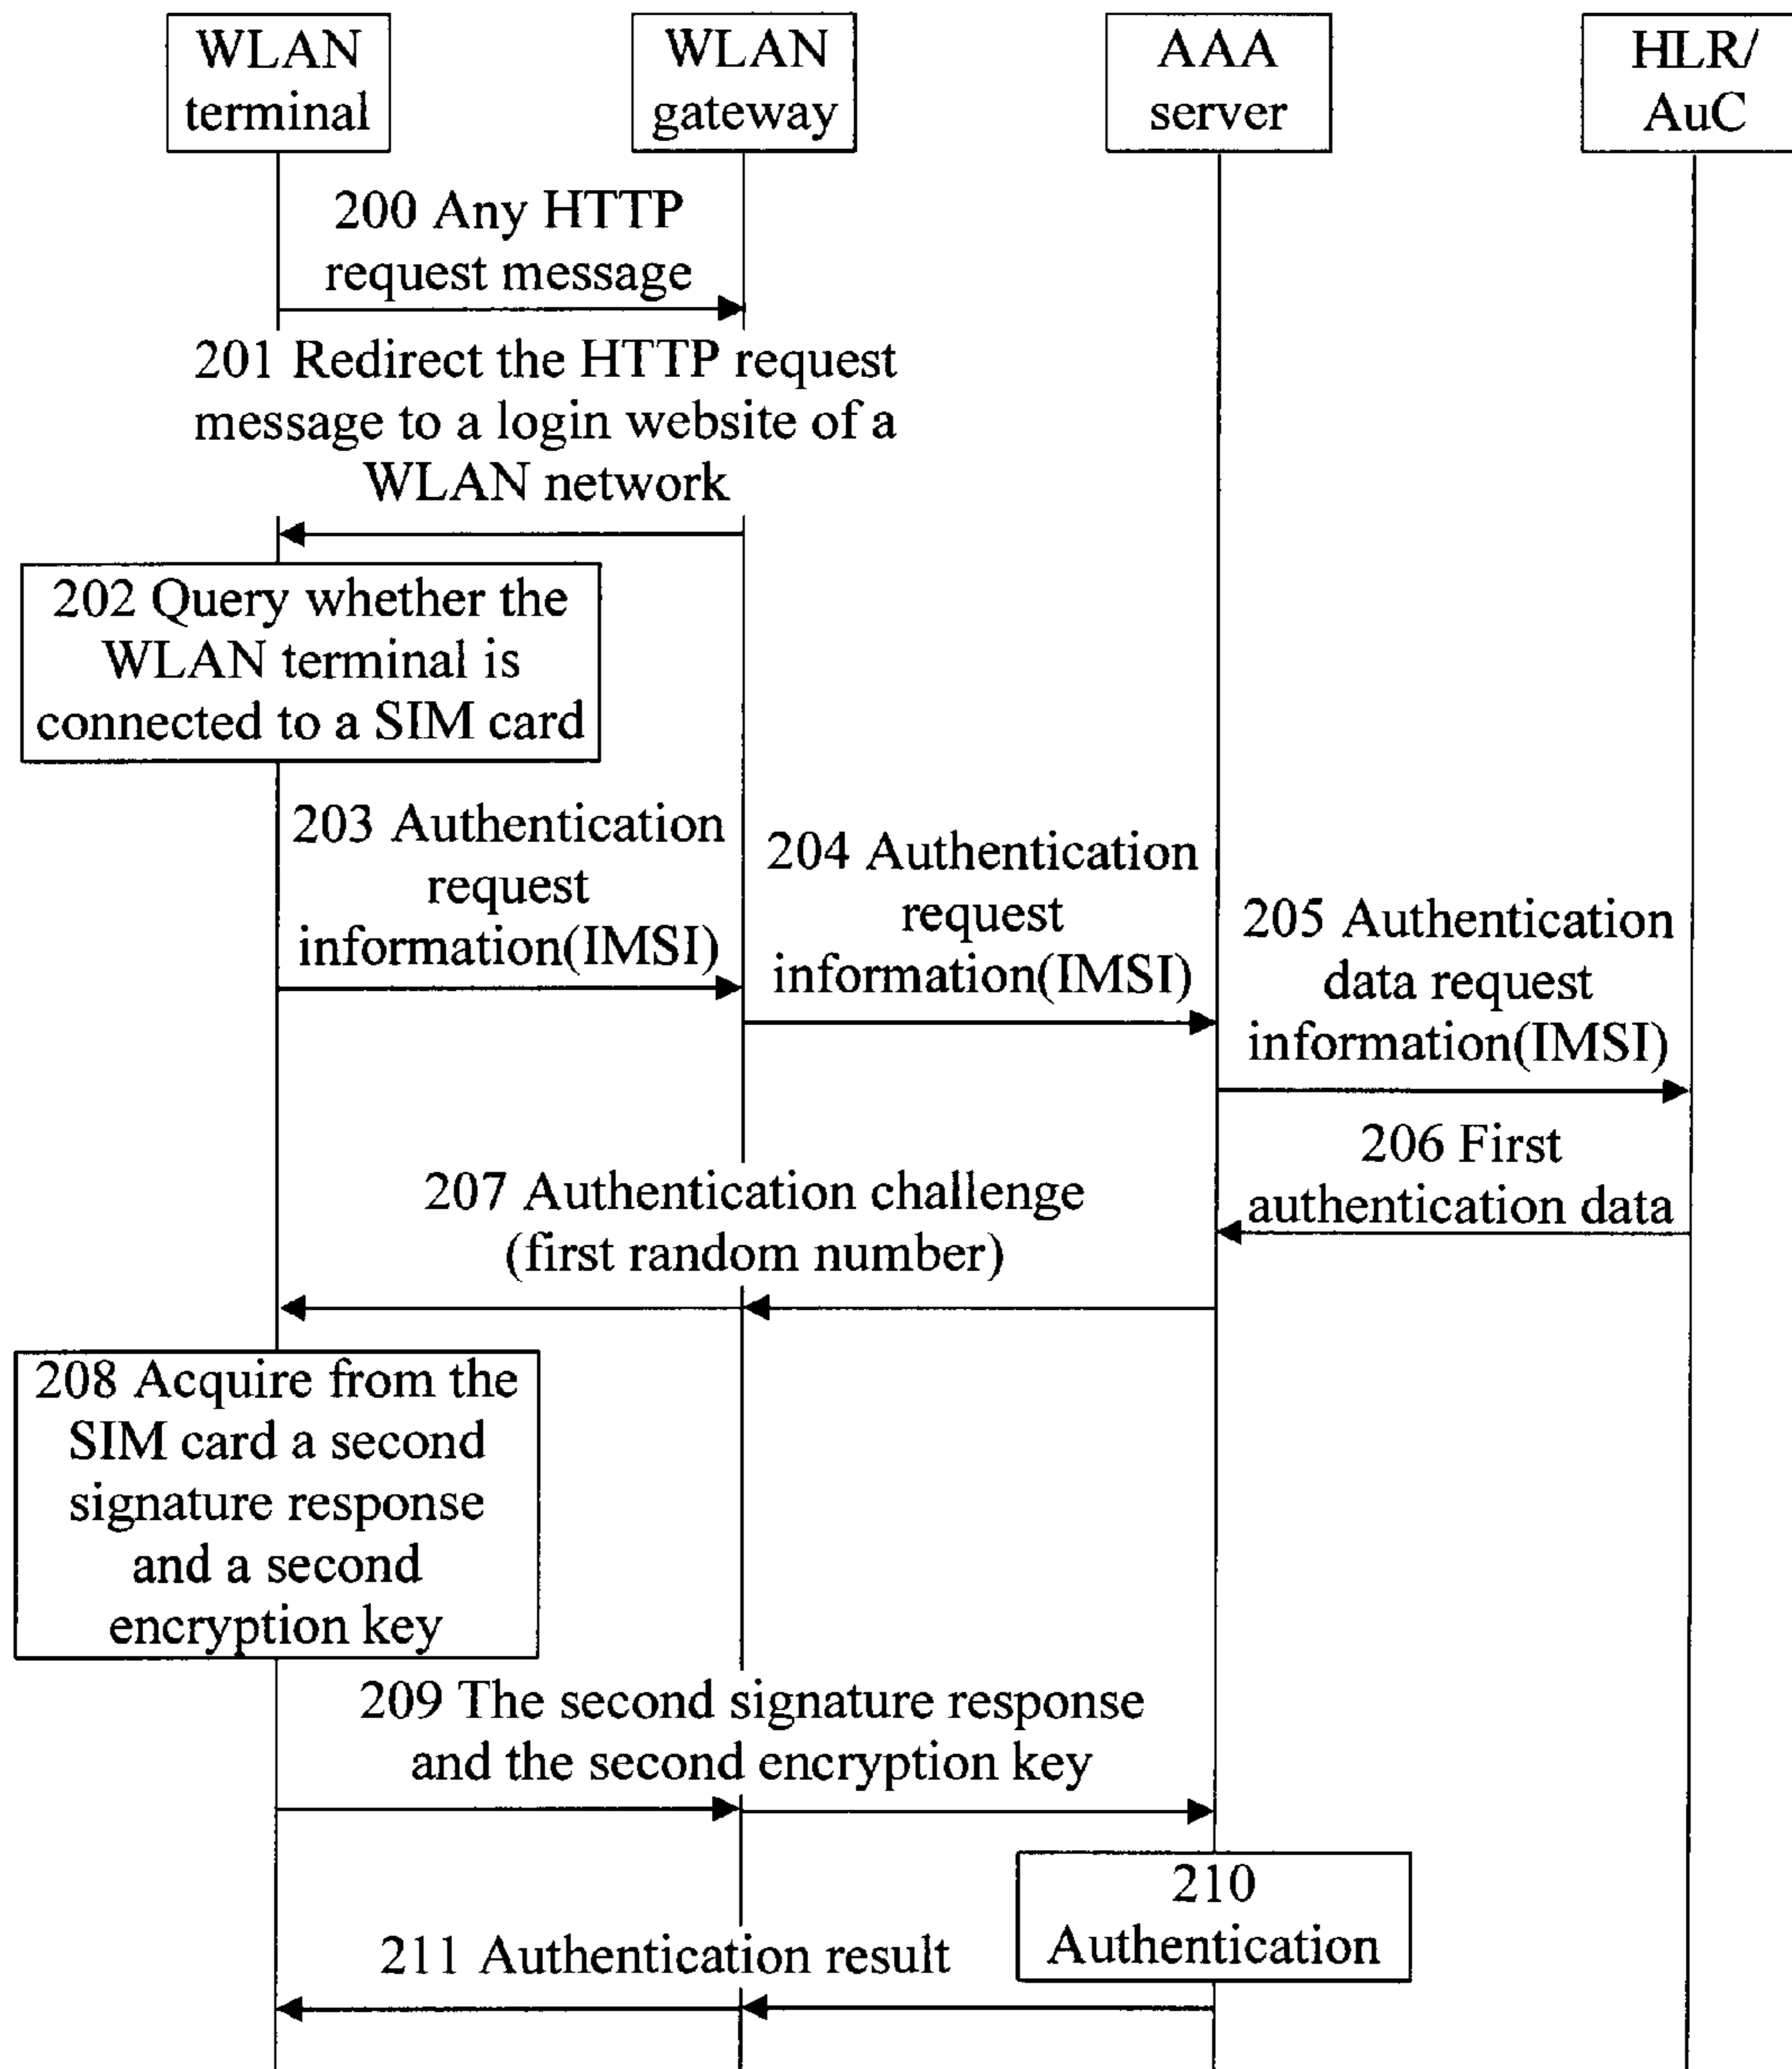 WLAN
terminal
WLAN
gateway
AAA
server
HLR/
AuC
200 Any HTTP
request message
201 Redirect the HTTP request
message to a login website of a
WLAN network
202 Query whether the
WLAN terminal is
connected to a SIM card
203 Authentication
request
information(IMSI)
204 Authentication
request
information(IMSI)
205 Authentication
data request
information(IMSI)
206 First
authentication data
207 Authentication challenge
(first random number)
208 Acquire from the
SIM card a second
signature response
and a second
encryption key
209 The second signature response
and the second encryption key
210
Authentication
211 Authentication result